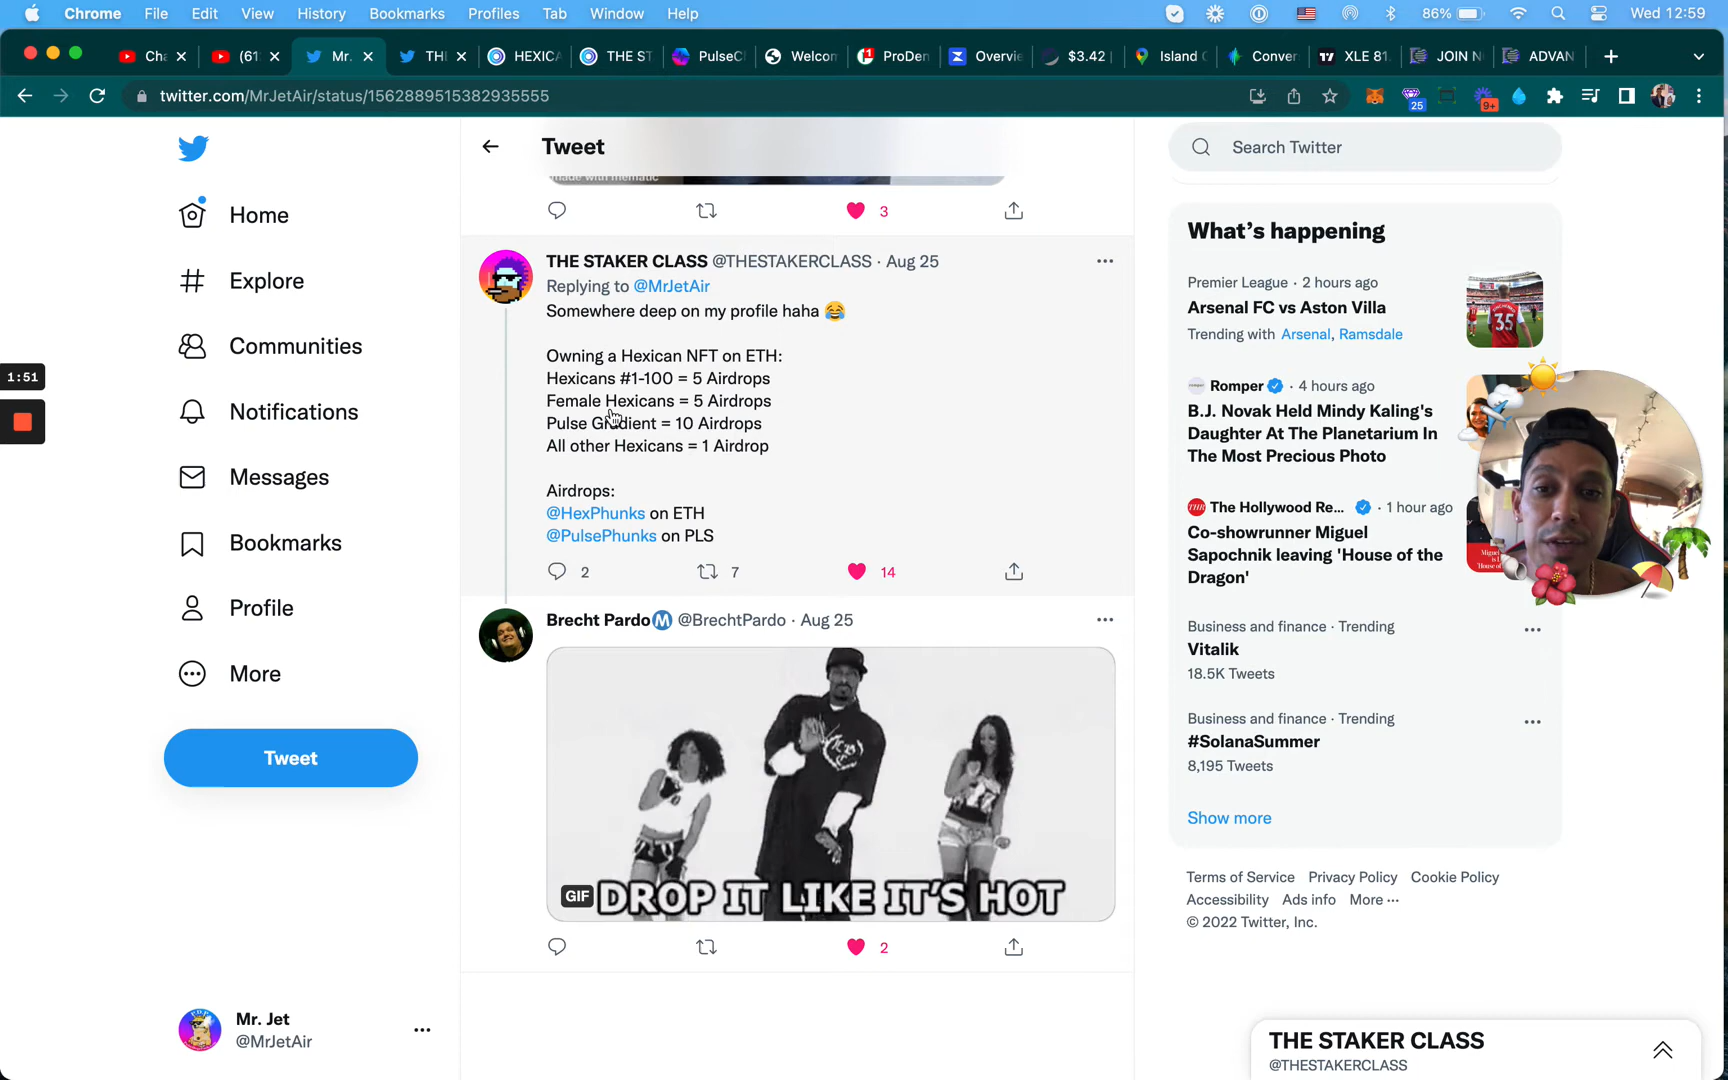 Chrome File Edit View History Bookmarks Profiles Tab Window Help 86% Wed 12:59
Cha (61 Mr. THE HEXICA THE ST PulseC Welcom ProDen Overvie $3.42 Island Conver XLE 81. JOIN N ADVAN
twitter.com/MrJetAir/status/1562889515382935555
25
9+
1:51
Home
Explore
Communities
Notifications
Messages
Bookmarks
Profile
More
Tweet
Mr. Jet
@MrJetAir
Tweet
made with mematic
3
THE STAKER CLASS @THESTAKERCLASS · Aug 25
Replying to @MrJetAir
Somewhere deep on my profile haha 😂
Owning a Hexican NFT on ETH:
Hexicans #1-100 = 5 Airdrops
Female Hexicans = 5 Airdrops
Pulse Gradient = 10 Airdrops
All other Hexicans = 1 Airdrop
Airdrops:
@HexPhunks on ETH
@PulsePhunks on PLS
2 7 14
Brecht Pardo M @BrechtPardo · Aug 25
GIF DROP IT LIKE IT'S HOT
2
Search Twitter
What's happening
Premier League · 2 hours ago
Arsenal FC vs Aston Villa
Trending with Arsenal, Ramsdale
35
Romper · 4 hours ago
B.J. Novak Held Mindy Kaling's
Daughter At The Planetarium In
The Most Precious Photo
The Hollywood Re... · 1 hour ago
Co-showrunner Miguel
Sapochnik leaving 'House of the
Dragon'
Business and finance · Trending
Vitalik
18.5K Tweets
Business and finance · Trending
#SolanaSummer
8,195 Tweets
Show more
Terms of Service Privacy Policy Cookie Policy
Accessibility Ads info More ···
© 2022 Twitter, Inc.
THE STAKER CLASS
@THESTAKERCLASS